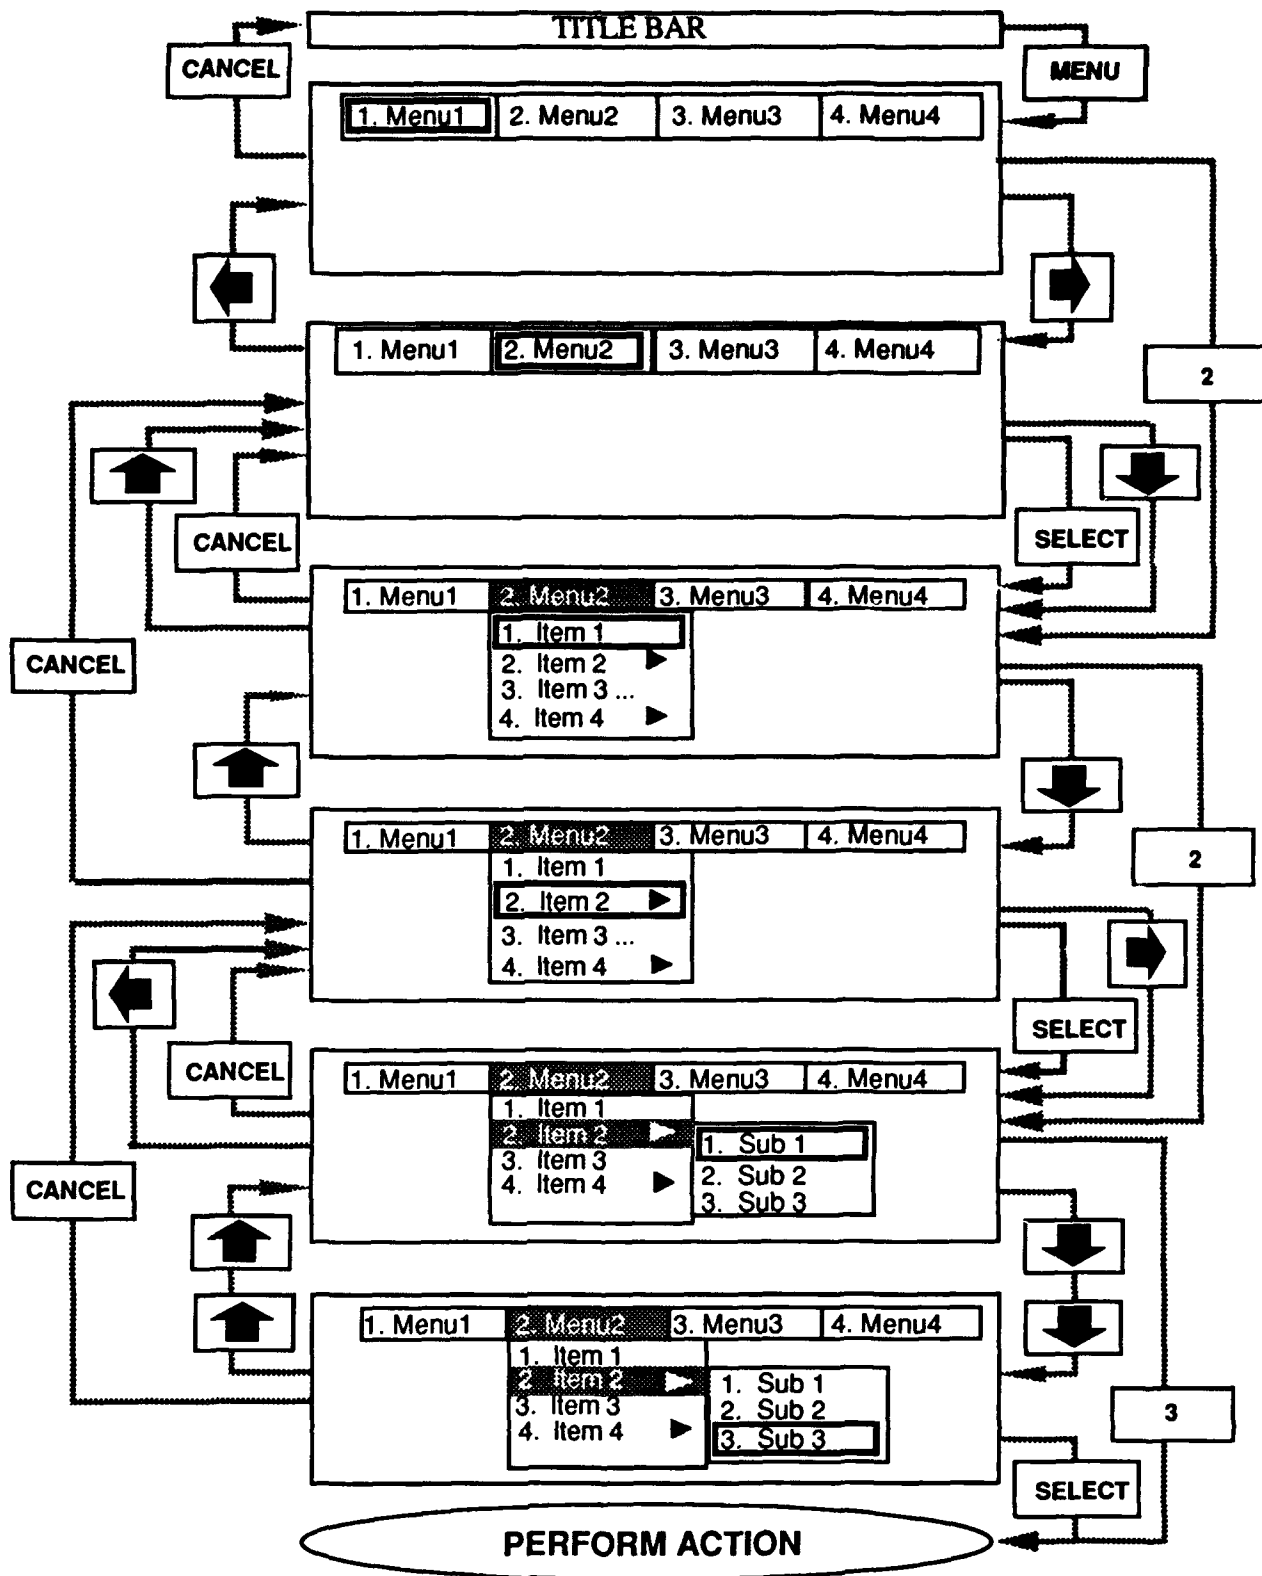 TITLE BAR
CANCEL
MENU
1. Menu1 2. Menu2 3. Menu3 4. Menu4
1. Menu1 2. Menu2 3. Menu3 4. Menu4
2
CANCEL
SELECT
1. Menu1 2. Menu2 3. Menu3 4. Menu4
1. Item 1
2. Item 2
3. Item 3 ...
4. Item 4
CANCEL
1. Menu1 2. Menu2 3. Menu3 4. Menu4
1. Item 1
2. Item 2
3. Item 3 ...
4. Item 4
2
SELECT
CANCEL
1. Menu1 2. Menu2 3. Menu3 4. Menu4
1. Item 1
2. Item 2
3. Item 3
4. Item 4
1. Sub 1
2. Sub 2
3. Sub 3
CANCEL
1. Menu1 2. Menu2 3. Menu3 4. Menu4
1. Item 1
2 Item 2
3. Item 3
4. Item 4
1. Sub 1
2. Sub 2
3. Sub 3
3
SELECT
PERFORM ACTION